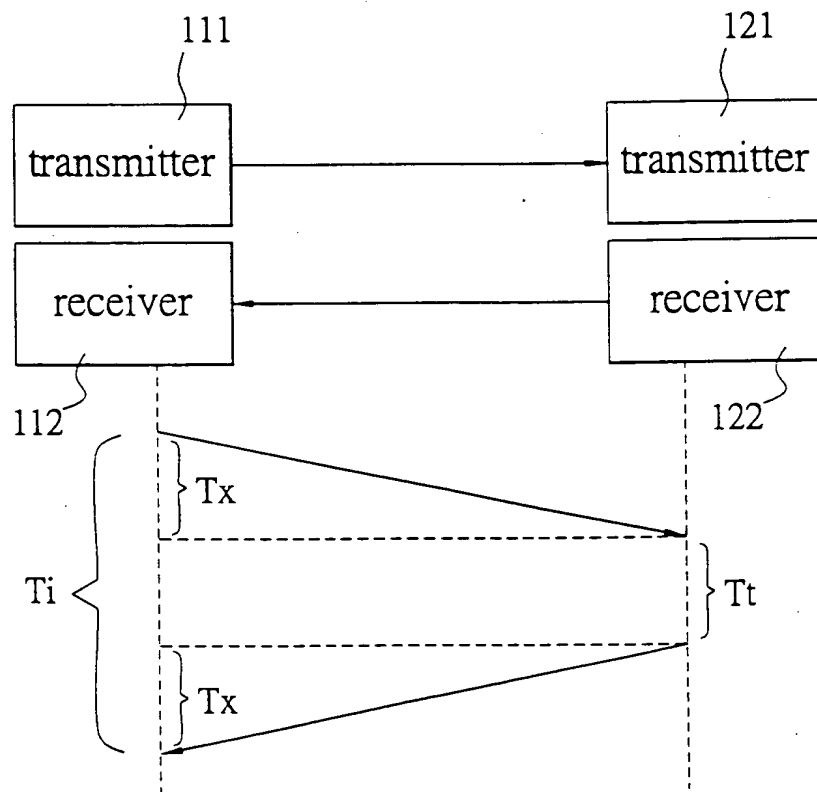 111
121
transmitter
transmitter
receiver
receiver
112
122
Tx
Ti
Tt
Tx